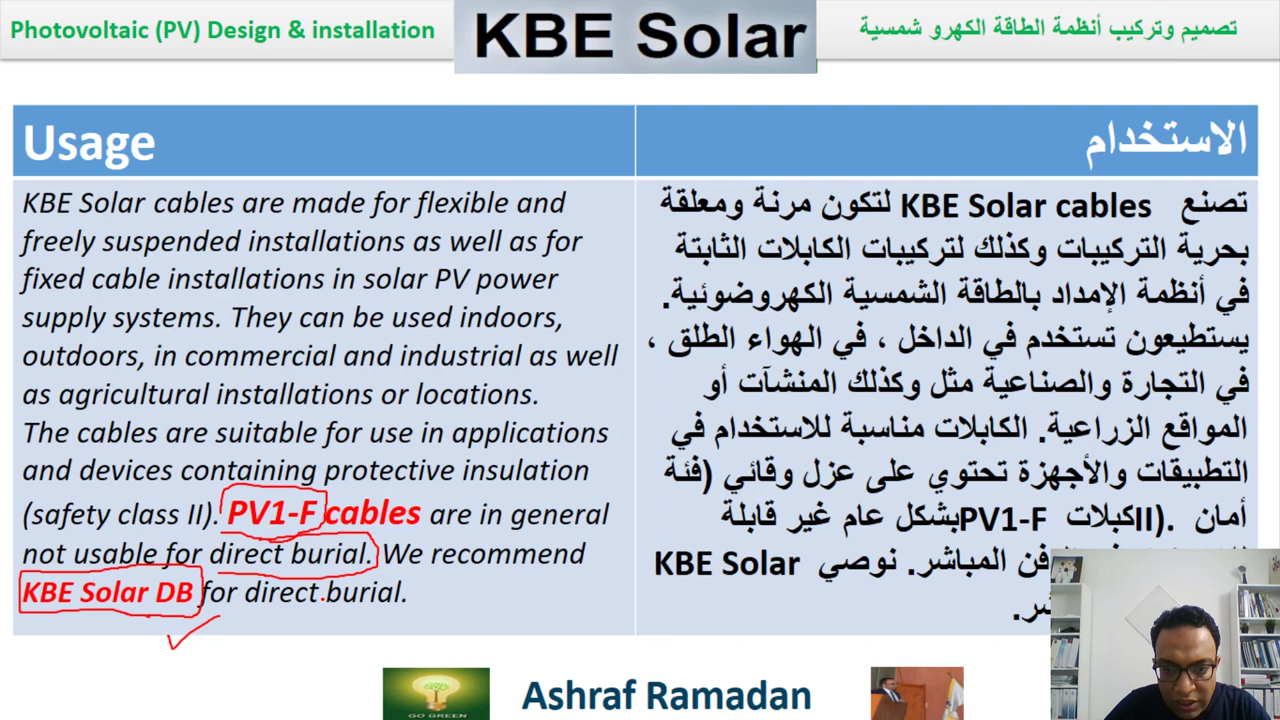 Photovoltaic (PV) Design & installation
KBE Solar
تصميم وتركيب أنظمة الطاقة الكهرو شمسية
Usage
KBE Solar cables are made for flexible and
freely suspended installations as well as for
fixed cable installations in solar PV power
supply systems. They can be used indoors,
outdoors, in commercial and industrial as well
as agricultural installations or locations.
The cables are suitable for use in applications
and devices containing protective insulation
(safety class II). PV1-F cables are in general
not usable for direct burial. We recommend
KBE Solar DB for direct burial.
الاستخدام
تصنع KBE Solar cables لتكون مرنة ومعلقة
بحرية التركيبات وكذلك لتركيبات الكابلات الثابتة
في أنظمة الإمداد بالطاقة الشمسية الكهروضوئية.
يستطيعون تستخدم في الداخل ، في الهواء الطلق ،
في التجارة والصناعية مثل وكذلك المنشآت أو
المواقع الزراعية. الكابلات مناسبة للاستخدام في
التطبيقات والأجهزة تحتوي على عزل وقائي (فئة
أمان II). كبلات PV1-F بشكل عام غير قابلة
المباشر. نوصي KBE Solar
Ashraf Ramadan
GO GREEN